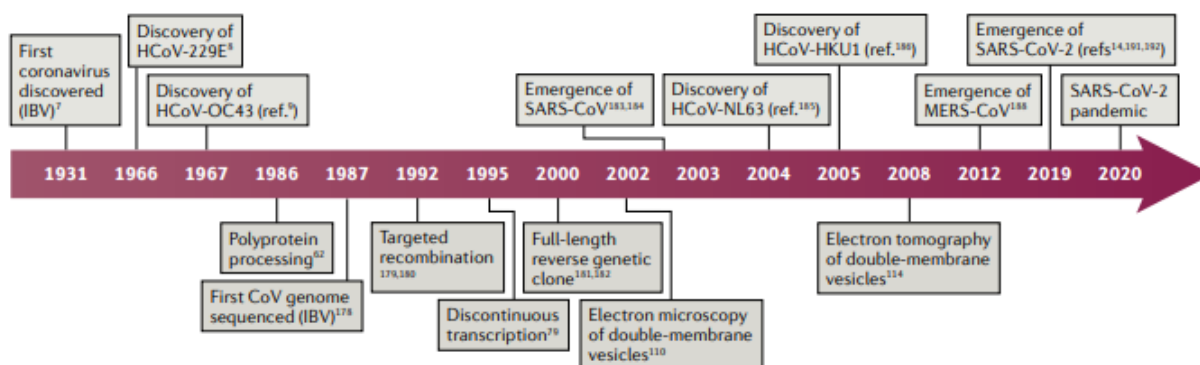 First
coronavirus
discovered
(IBV)⁷
Discovery of
HCoV-229E⁸
Discovery of
HCoV-OC43 (ref.⁹)
Emergence of
SARS-CoV¹⁸³,¹⁸⁴
Discovery of
HCoV-NL63 (ref.¹⁸⁵)
Discovery of
HCoV-HKU1 (ref.¹⁸⁶)
Emergence of
MERS-CoV¹⁸⁸
Emergence of
SARS-CoV-2 (refs¹⁴,¹⁹¹,¹⁹²)
SARS-CoV-2
pandemic
1931 1966 1967 1986 1987 1992 1995 2000 2002 2003 2004 2005 2008 2012 2019 2020
Polyprotein
processing⁶²
First CoV genome
sequenced (IBV)¹⁷⁸
Targeted
recombination
¹⁷⁹,¹⁸⁰
Discontinuous
transcription⁷⁹
Full-length
reverse genetic
clone¹⁸¹,¹⁸²
Electron microscopy
of double-membrane
vesicles¹¹⁰
Electron tomography
of double-membrane
vesicles¹¹⁴